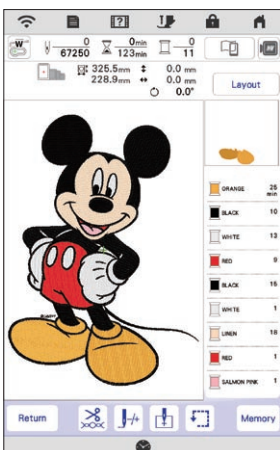 W
0
67250
0min
123min
0
11
325.5mm
228.9mm
0.0 mm
0.0 mm
0.0°
Layout
ORANGE 25 min
BLACK 10
WHITE 13
RED 9
BLACK 15
WHITE 1
LINEN 18
RED 1
SALMON PINK 1
Return
Memory